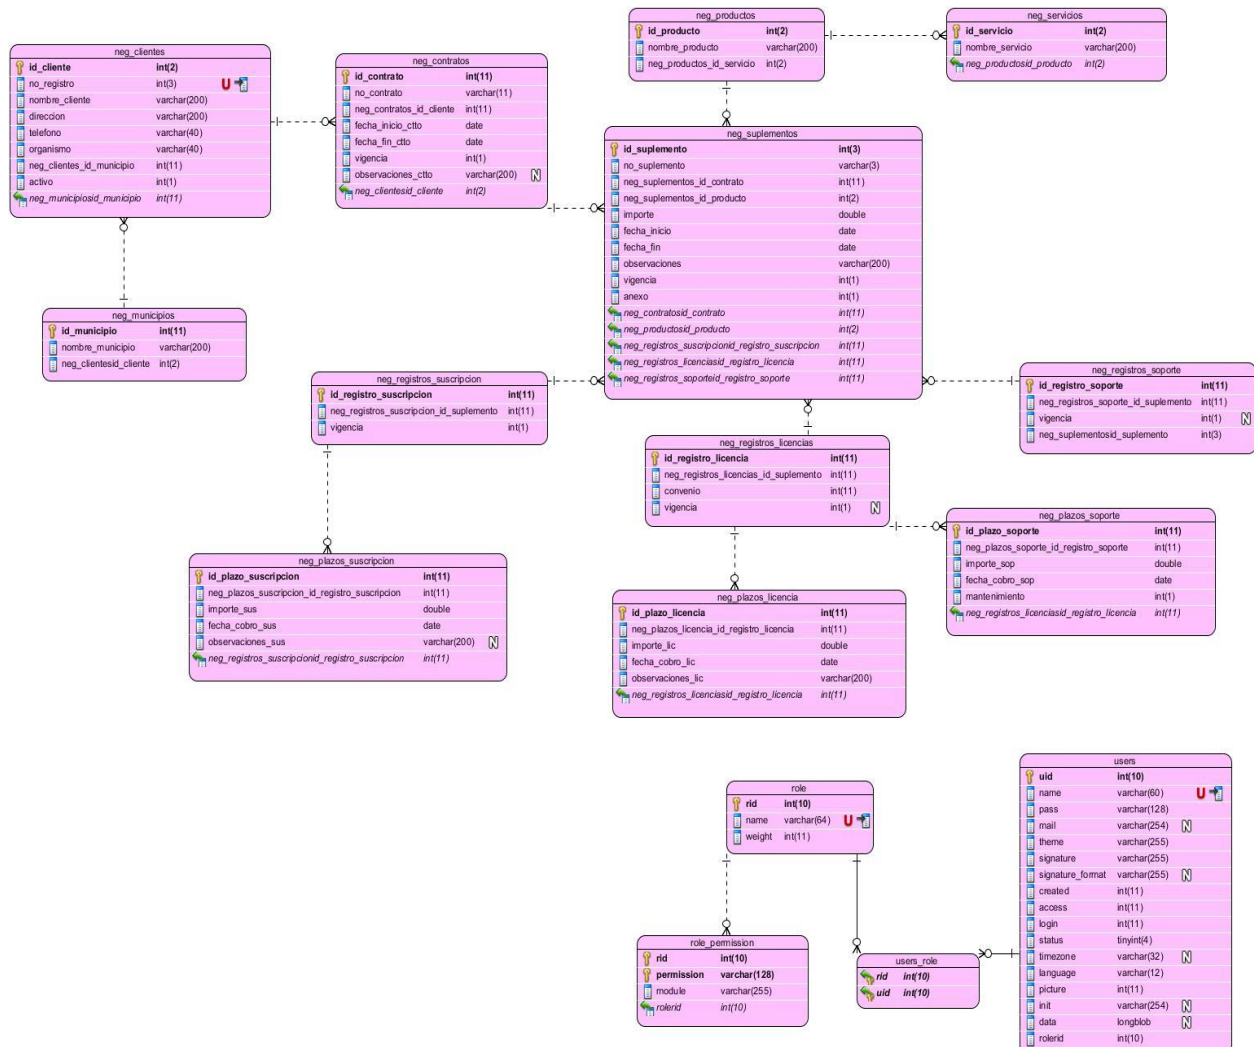 neg_clientes
id_cliente int(2)
no_registro int(3) U
nombre_cliente varchar(200)
direccion varchar(200)
telefono varchar(40)
organismo varchar(40)
neg_clientes_id_municipio int(11)
activo int(1)
neg_municipiosid_municipio int(11)
neg_contratos
id_contrato int(11)
no_contrato varchar(11)
neg_contratos_id_cliente int(11)
fecha_inicio_ctto date
fecha_fin_ctto date
vigencia int(1)
observaciones_ctto varchar(200) N
neg_clientesid_cliente int(2)
neg_productos
id_producto int(2)
nombre_producto varchar(200)
neg_productos_id_servicio int(2)
neg_servicios
id_servicio int(2)
nombre_servicio varchar(200)
neg_productosid_producto int(2)
neg_suplementos
id_suplemento int(3)
no_suplemento varchar(3)
neg_suplementos_id_contrato int(11)
neg_suplementos_id_producto int(2)
importe double
fecha_inicio date
fecha_fin date
observaciones varchar(200)
vigencia int(1)
anexo int(1)
neg_contratosid_contrato int(11)
neg_productosid_producto int(2)
neg_registros_suscripcionid_registro_suscripcion int(11)
neg_registros_licenciasid_registro_licencia int(11)
neg_registros_soporteid_registro_soporte int(11)
neg_municipios
id_municipio int(11)
nombre_municipio varchar(200)
neg_clientesid_cliente int(2)
neg_registros_suscripcion
id_registro_suscripcion int(11)
neg_registros_suscripcion_id_suplemento int(11)
vigencia int(1)
neg_registros_soporte
id_registro_soporte int(11)
neg_registros_soporte_id_suplemento int(11)
vigencia int(1) N
neg_suplementosid_suplemento int(3)
neg_registros_licencias
id_registro_licencia int(11)
neg_registros_licencias_id_suplemento int(11)
convenio int(11)
vigencia int(1) N
neg_plazos_soporte
id_plazo_soporte int(11)
neg_plazos_soporte_id_registro_soporte int(11)
importe_sop double
fecha_cobro_sop date
mantenimiento int(1)
neg_registros_licenciasid_registro_licencia int(11)
neg_plazos_suscripcion
id_plazo_suscripcion int(11)
neg_plazos_suscripcion_id_registro_suscripcion int(11)
importe_sus double
fecha_cobro_sus date
observaciones_sus varchar(200) N
neg_registros_suscripcionid_registro_suscripcion int(11)
neg_plazos_licencia
id_plazo_licencia int(11)
neg_plazos_licencia_id_registro_licencia int(11)
importe_lic double
fecha_cobro_lic date
observaciones_lic varchar(200)
neg_registros_licenciasid_registro_licencia int(11)
role
rid int(10)
name varchar(64) U
weight int(11)
role_permission
rid int(10)
permission varchar(128)
module varchar(255)
rolerid int(10)
users_role
rid int(10)
uid int(10)
users
uid int(10)
name varchar(60) U
pass varchar(128)
mail varchar(254) N
theme varchar(255)
signature varchar(255)
signature_format varchar(255) N
created int(11)
access int(11)
login int(11)
status tinyint(4)
timezone varchar(32) N
language varchar(12)
picture int(11)
init varchar(254) N
data longblob N
rolerid int(10)